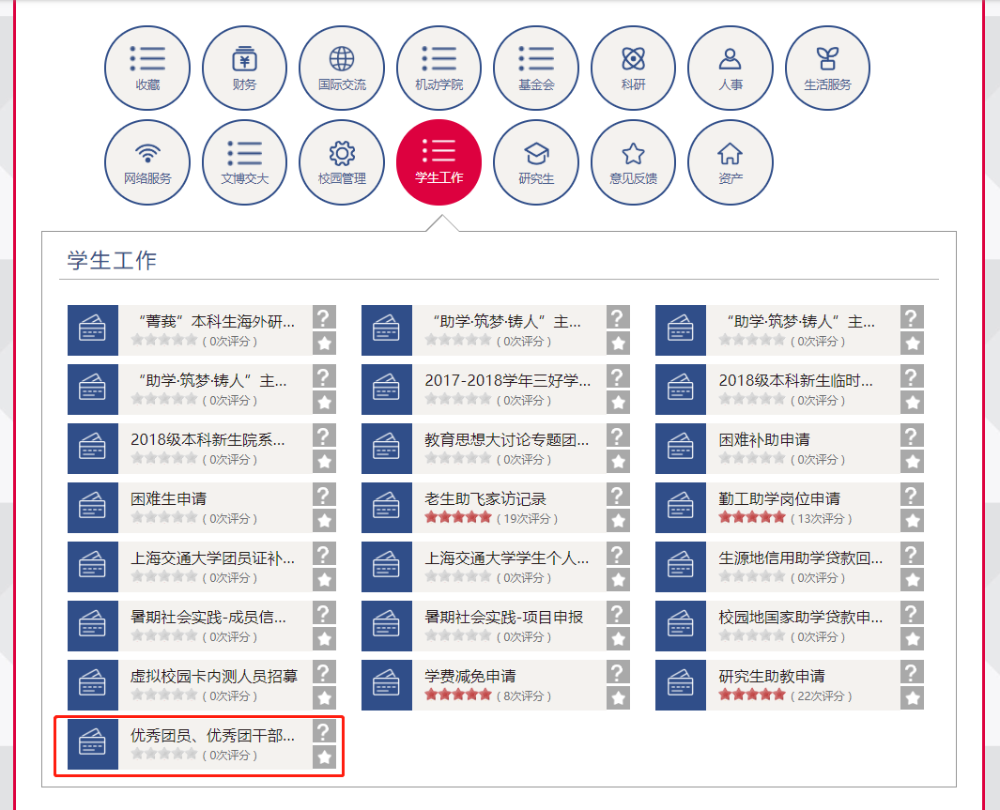 收藏
财务
国际交流
机动学院
基金会
科研
人事
生活服务
网络服务
文博交大
校园管理
学生工作
研究生
意见反馈
资产
学生工作
“菁莪”本科生海外研...
(0次评分)
?
“助学·筑梦·铸人”主...
(0次评分)
?
“助学·筑梦·铸人”主...
(0次评分)
?
“助学·筑梦·铸人”主...
(0次评分)
?
2017-2018学年三好学...
(0次评分)
?
2018级本科新生临时...
(0次评分)
?
2018级本科新生院系...
(0次评分)
?
教育思想大讨论专题团...
(0次评分)
?
困难补助申请
(0次评分)
?
困难生申请
(0次评分)
?
老生助飞家访记录
(19次评分)
?
勤工助学岗位申请
(13次评分)
?
上海交通大学团员证补...
(0次评分)
?
上海交通大学学生个人...
(0次评分)
?
生源地信用助学贷款回...
(0次评分)
?
暑期社会实践-成员信...
(0次评分)
?
暑期社会实践-项目申报
(0次评分)
?
校园地国家助学贷款申...
(0次评分)
?
虚拟校园卡内测人员招募
(0次评分)
?
学费减免申请
(8次评分)
?
研究生助教申请
(22次评分)
?
优秀团员、优秀团干部...
(0次评分)
?